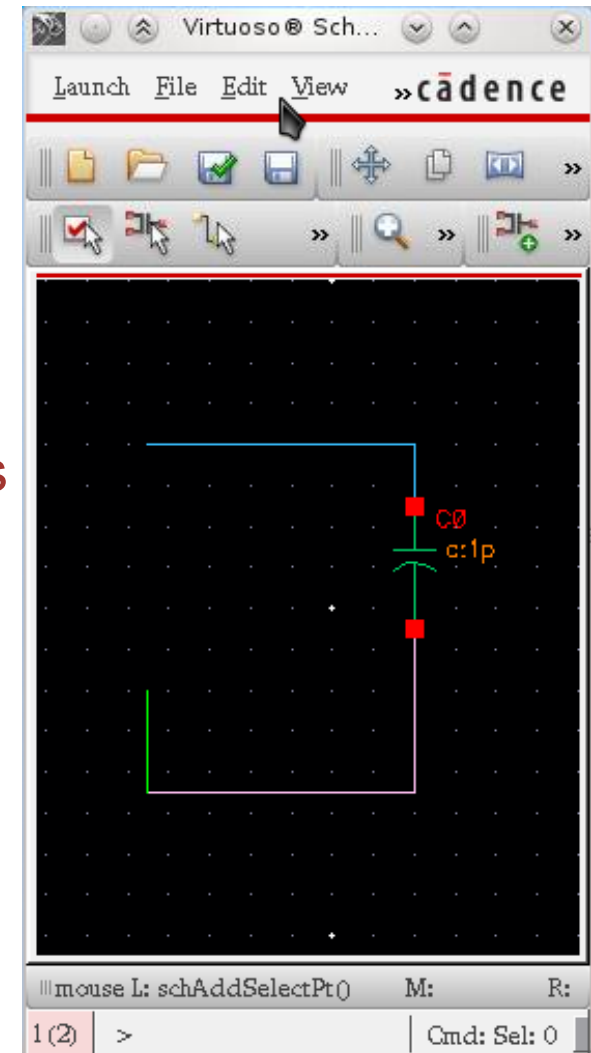 Virtuoso® Sch...
Launch File Edit View » cādence
»
» » »
s
C0
c:1p
mouse L: schAddSelectPt() M: R:
1(2) > Cmd: Sel: 0